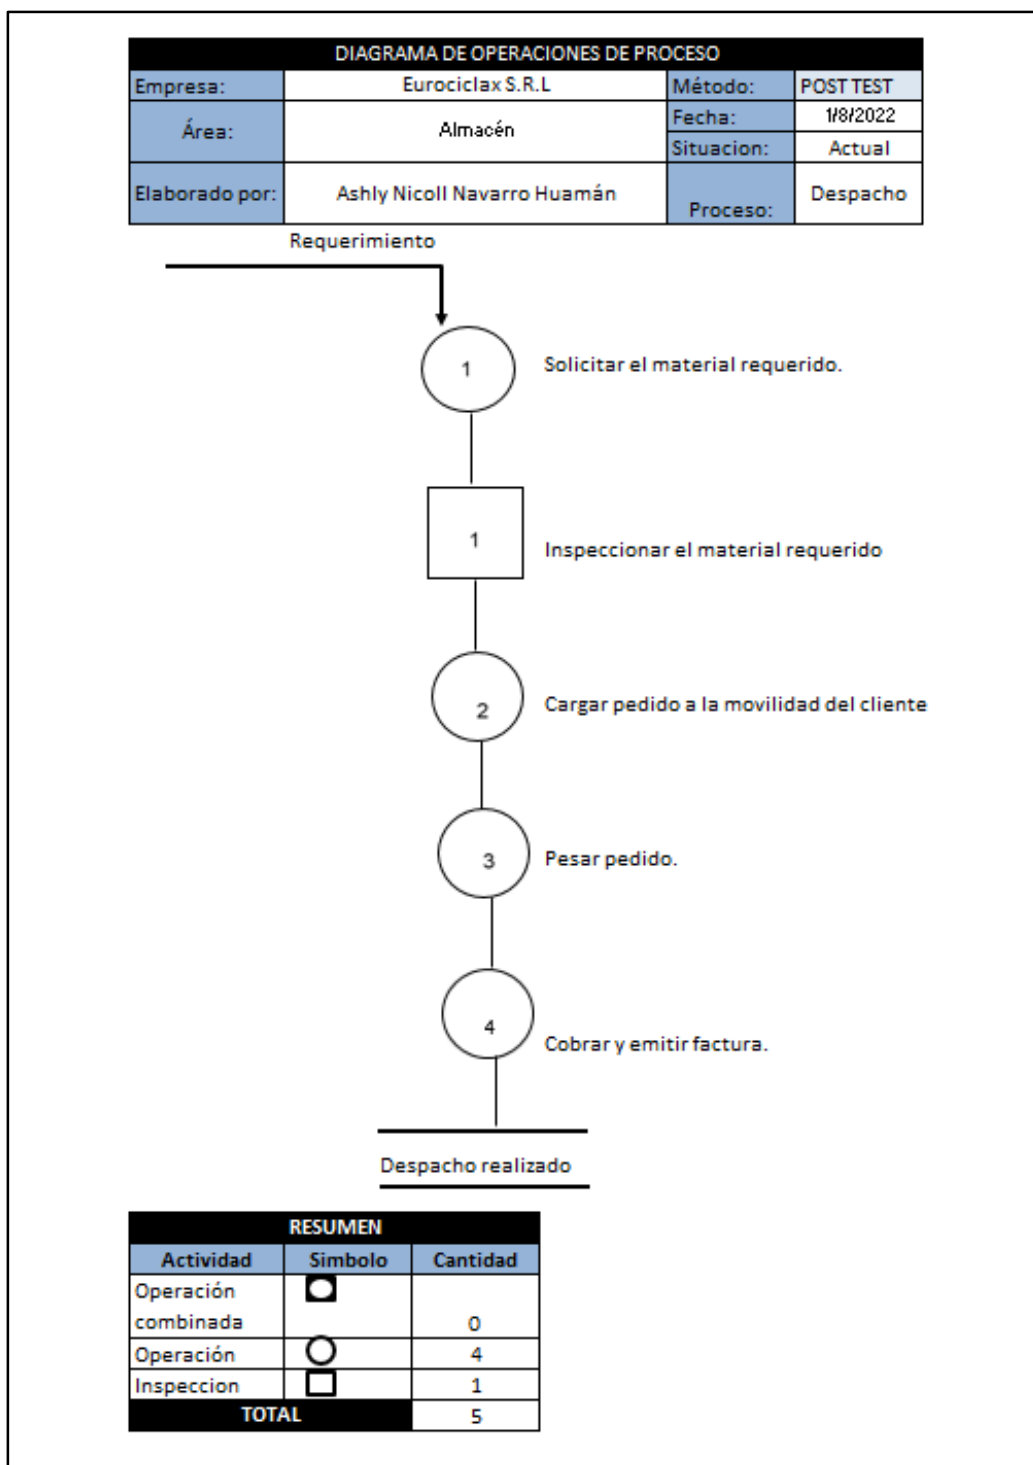 DIAGRAMA DE OPERACIONES DE PROCESO
Empresa: Eurociclax S.R.L Método: POST TEST
Área: Almacén Fecha: 1/8/2022
Situacion: Actual
Elaborado por: Ashly Nicoll Navarro Huamán Proceso: Despacho
Requerimiento
1 Solicitar el material requerido.
1 Inspeccionar el material requerido
2 Cargar pedido a la movilidad del cliente
3 Pesar pedido.
4 Cobrar y emitir factura.
Despacho realizado
RESUMEN
Actividad Simbolo Cantidad
Operación
combinada 0
Operación 4
Inspeccion 1
TOTAL 5